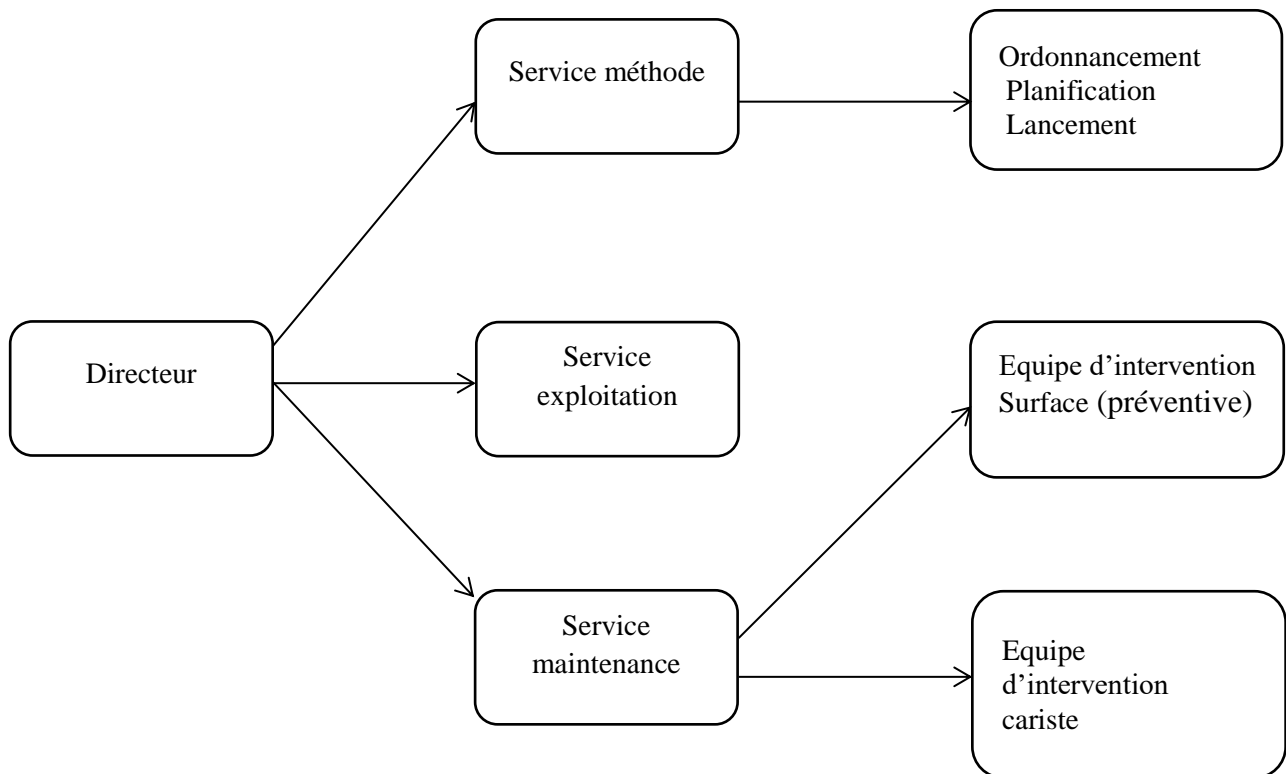 Service méthode
Ordonnancement
Planification
Lancement
Directeur
Service
exploitation
Equipe d’intervention
Surface (préventive)
Service
maintenance
Equipe
d’intervention
cariste